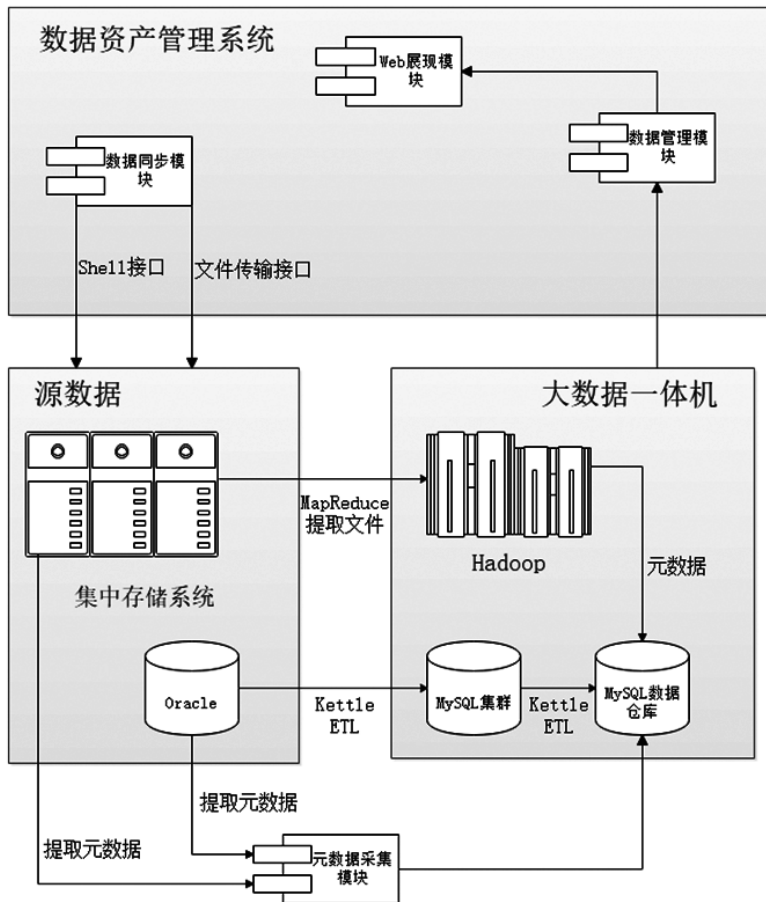 数据资产管理系统
Web展现模
块
数据管理模
块
数据同步模
块
Shell接口
文件传输接口
源数据
大数据一体机
MapReduce
提取文件
Hadoop
元数据
集中存储系统
Oracle
Kettle
ETL
MySQL集群
Kettle
ETL
MySQL数据
仓库
提取元数据
提取元数据
元数据采集
模块